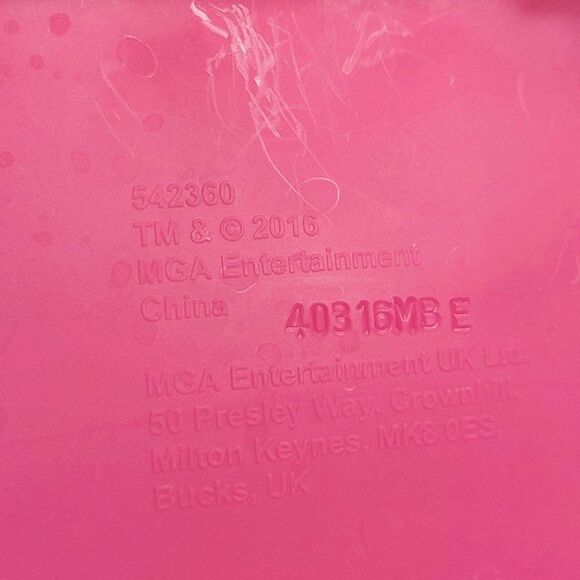 542360
TM & © 2016
MGA Entertainment
China 40316MB E
MGA Entertainment UK Ltd.
50 Presley Way, Crownhill,
Milton Keynes, MK8 0ES.
Bucks, UK